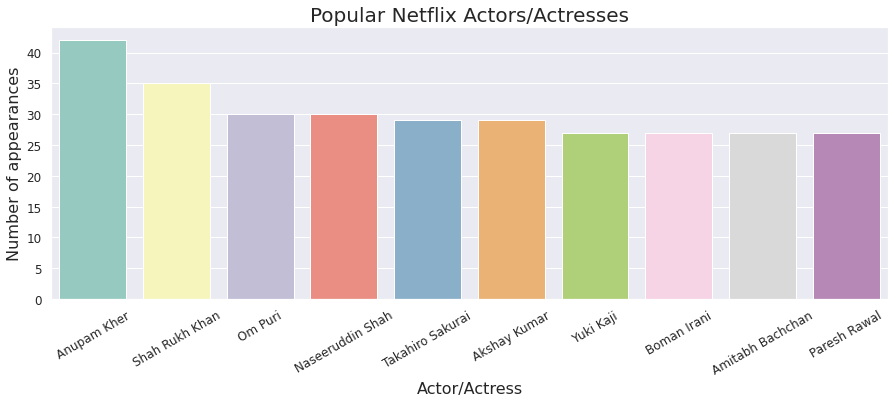 Popular Netflix Actors/Actresses
Number of appearances
40
35
30
25
20
15
10
5
0
Anupam Kher
Shah Rukh Khan
Om Puri
Naseeruddin Shah
Takahiro Sakurai
Akshay Kumar
Yuki Kaji
Boman Irani
Amitabh Bachchan
Paresh Rawal
Actor/Actress